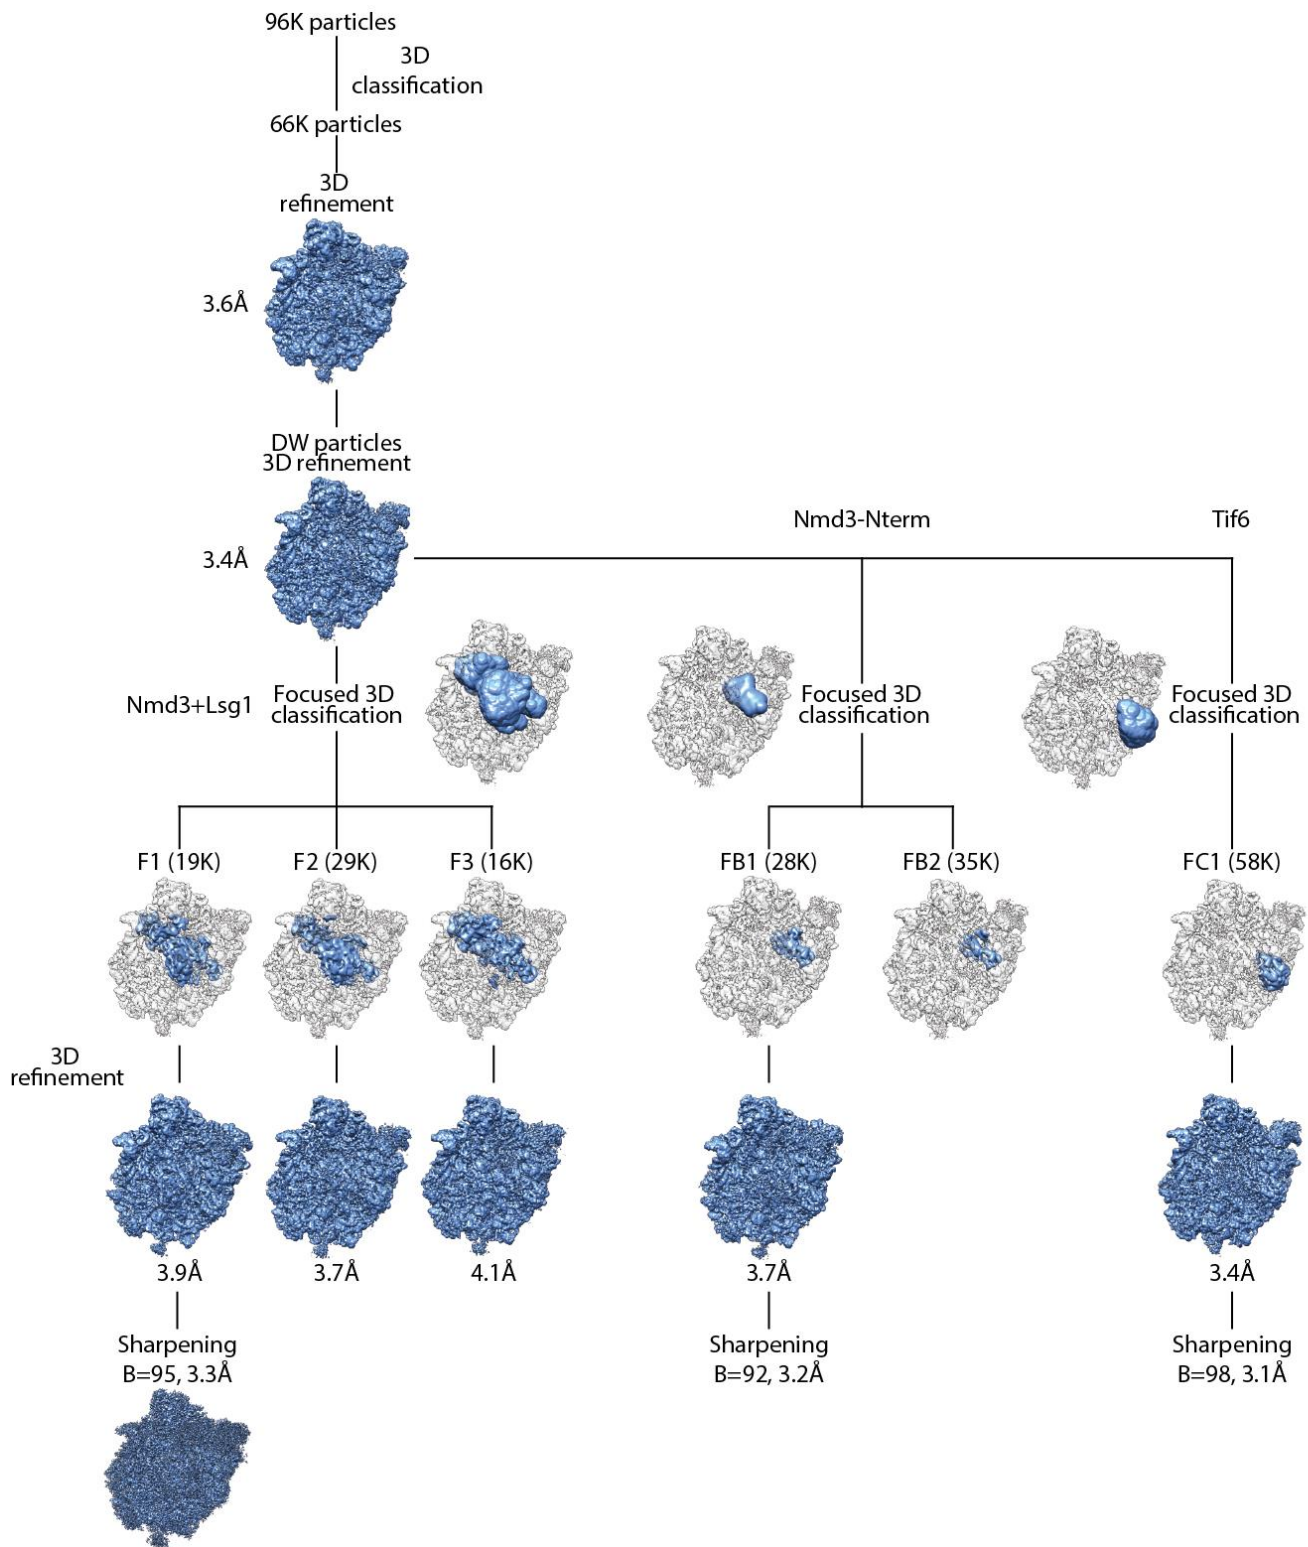 96K particles
3D
classification
66K particles
3D
refinement
3.6Å
DW particles
3D refinement
3.4Å
Nmd3-Nterm
Tif6
Nmd3+Lsg1
Focused 3D
classification
Focused 3D
classification
Focused 3D
classification
F1 (19K)
F2 (29K)
F3 (16K)
FB1 (28K)
FB2 (35K)
FC1 (58K)
3D
refinement
3.9Å
3.7Å
4.1Å
3.7Å
3.4Å
Sharpening
B=95, 3.3Å
Sharpening
B=92, 3.2Å
Sharpening
B=98, 3.1Å